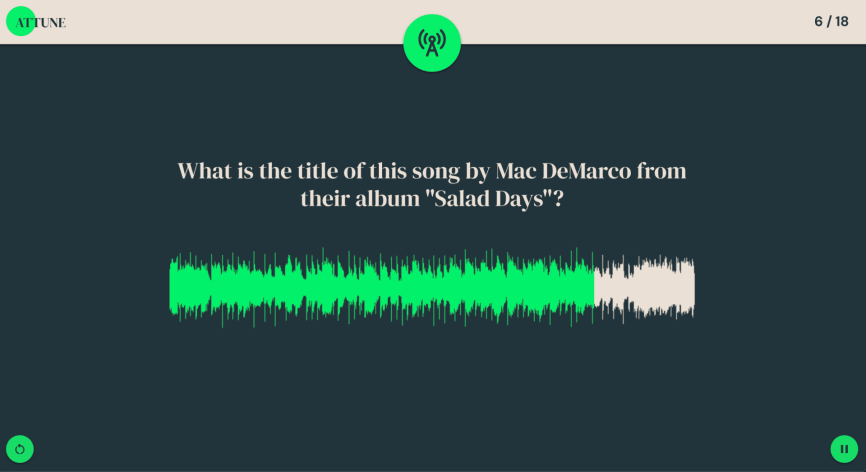 ATTUNE
6 / 18
What is the title of this song by Mac DeMarco from
their album "Salad Days"?